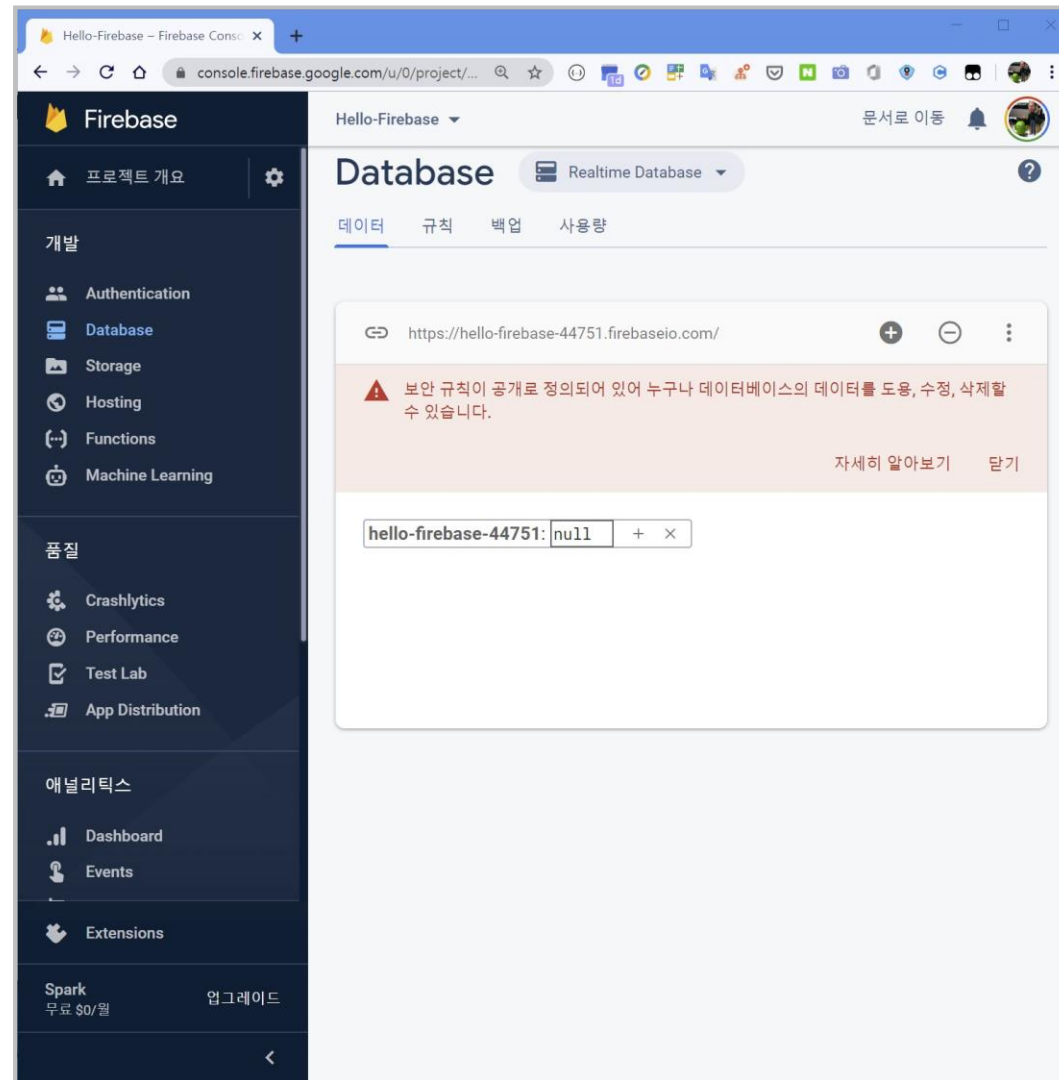 Hello-Firebase – Firebase Conso
console.firebase.google.com/u/0/project/...
1d
Firebase
Hello-Firebase
문서로 이동
프로젝트 개요
Database
Realtime Database
데이터 규칙 백업 사용량
개발
Authentication
Database
Storage
Hosting
Functions
Machine Learning
https://hello-firebase-44751.firebaseio.com/
보안 규칙이 공개로 정의되어 있어 누구나 데이터베이스의 데이터를 도용, 수정, 삭제할
수 있습니다.
자세히 알아보기 닫기
hello-firebase-44751: null + ×
품질
Crashlytics
Performance
Test Lab
App Distribution
애널리틱스
Dashboard
Events
Extensions
Spark
무료 $0/월
업그레이드